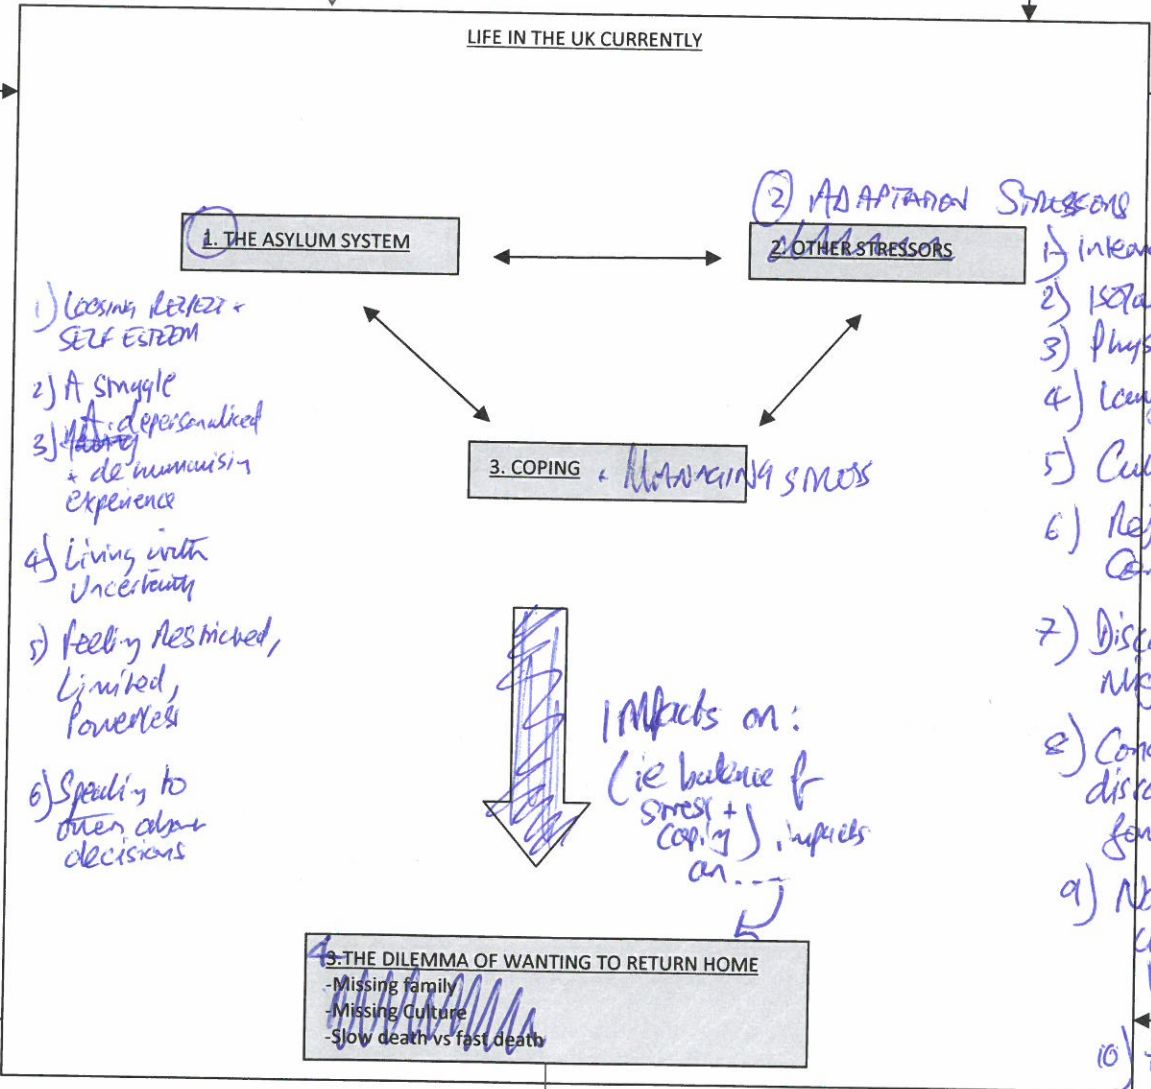 LIFE IN THE UK CURRENTLY
② ADAPTATION STRESSORS
1. THE ASYLUM SYSTEM
2. OTHER STRESSORS
1) LOOSING RESPECT +
SELF ESTEEM
2) A struggle
3) A depersonalised
+ dehumanising
experience
4) Living with
Uncertainty
5) Feeling Restricted,
Limited,
Powerless
6) Speaking to
others about
decisions
1)
2)
3)
4)
5)
6)
7)
8)
9)
10)
3. COPING + MANAGING STRESS
Impacts on:
(ie balance of
stress +
coping) impacts
on...
4
3.THE DILEMMA OF WANTING TO RETURN HOME
-Missing family
-Missing Culture
-Slow death vs fast death